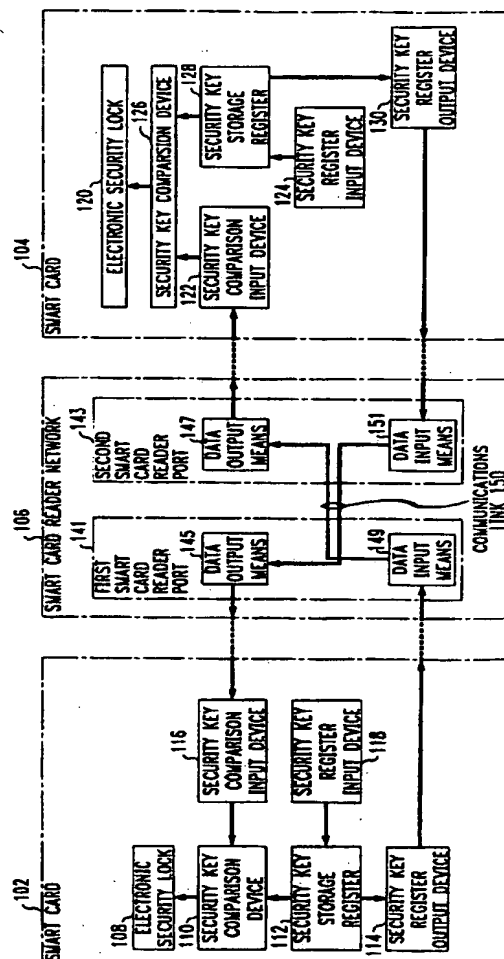 102
SMART CARD
108
ELECTRONIC
SECURITY LOCK
110
SECURITY KEY
COMPARISON
DEVICE
112
SECURITY KEY
STORAGE
REGISTER
114
SECURITY KEY
REGISTER
OUTPUT DEVICE
116
SECURITY KEY
COMPARISON
INPUT DEVICE
SECURITY KEY
REGISTER
INPUT DEVICE
118
106
SMART CARD READER NETWORK
141
FIRST
SMART CARD
READER
PORT
145
DATA
OUTPUT
MEANS
149
DATA
INPUT
MEANS
143
SECOND
SMART CARD
READER
PORT
147
DATA
OUTPUT
MEANS
151
DATA
INPUT
MEANS
COMMUNICATIONS
LINK 150
104
SMART CARD
120
ELECTRONIC SECURITY LOCK
126
SECURITY KEY COMPARSION DEVICE
122
SECURITY KEY
COMPARISON
INPUT DEVICE
128
SECURITY KEY
STORAGE
REGISTER
SECURITY KEY
REGISTER
INPUT DEVICE
124
SECURITY KEY
REGISTER
OUTPUT DEVICE
130